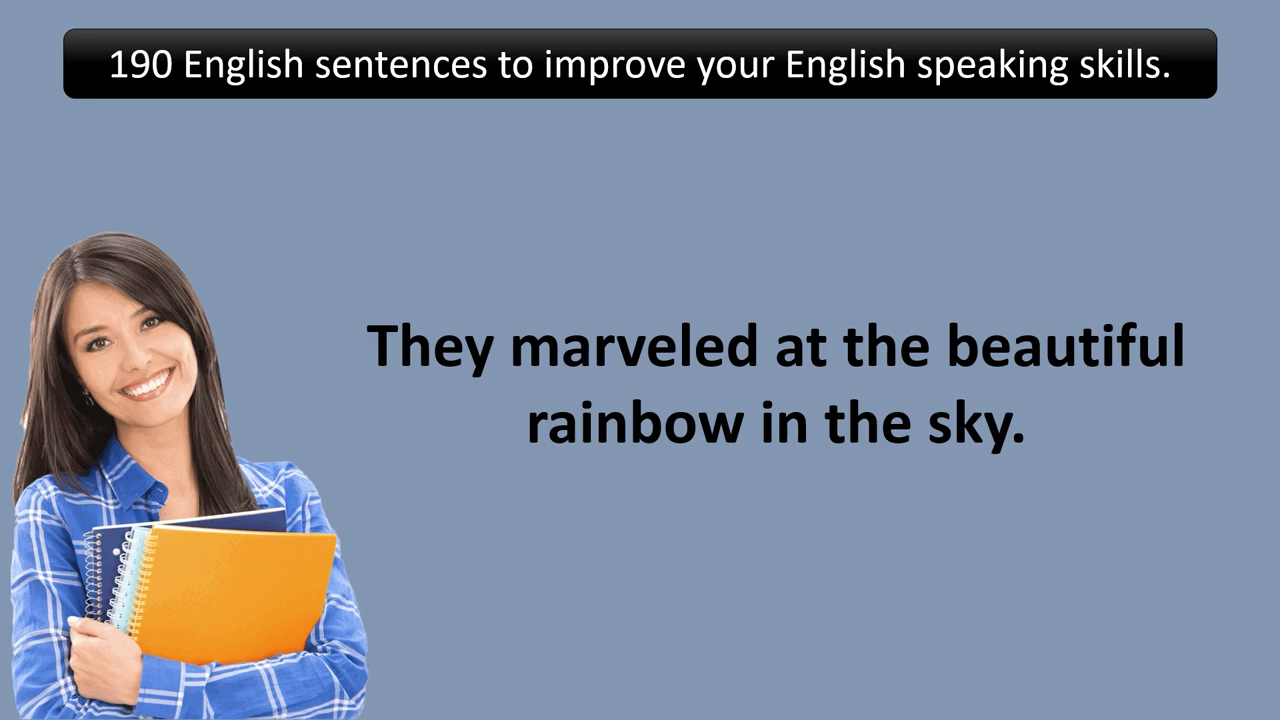 190 English sentences to improve your English speaking skills.
They marveled at the beautiful
rainbow in the sky.